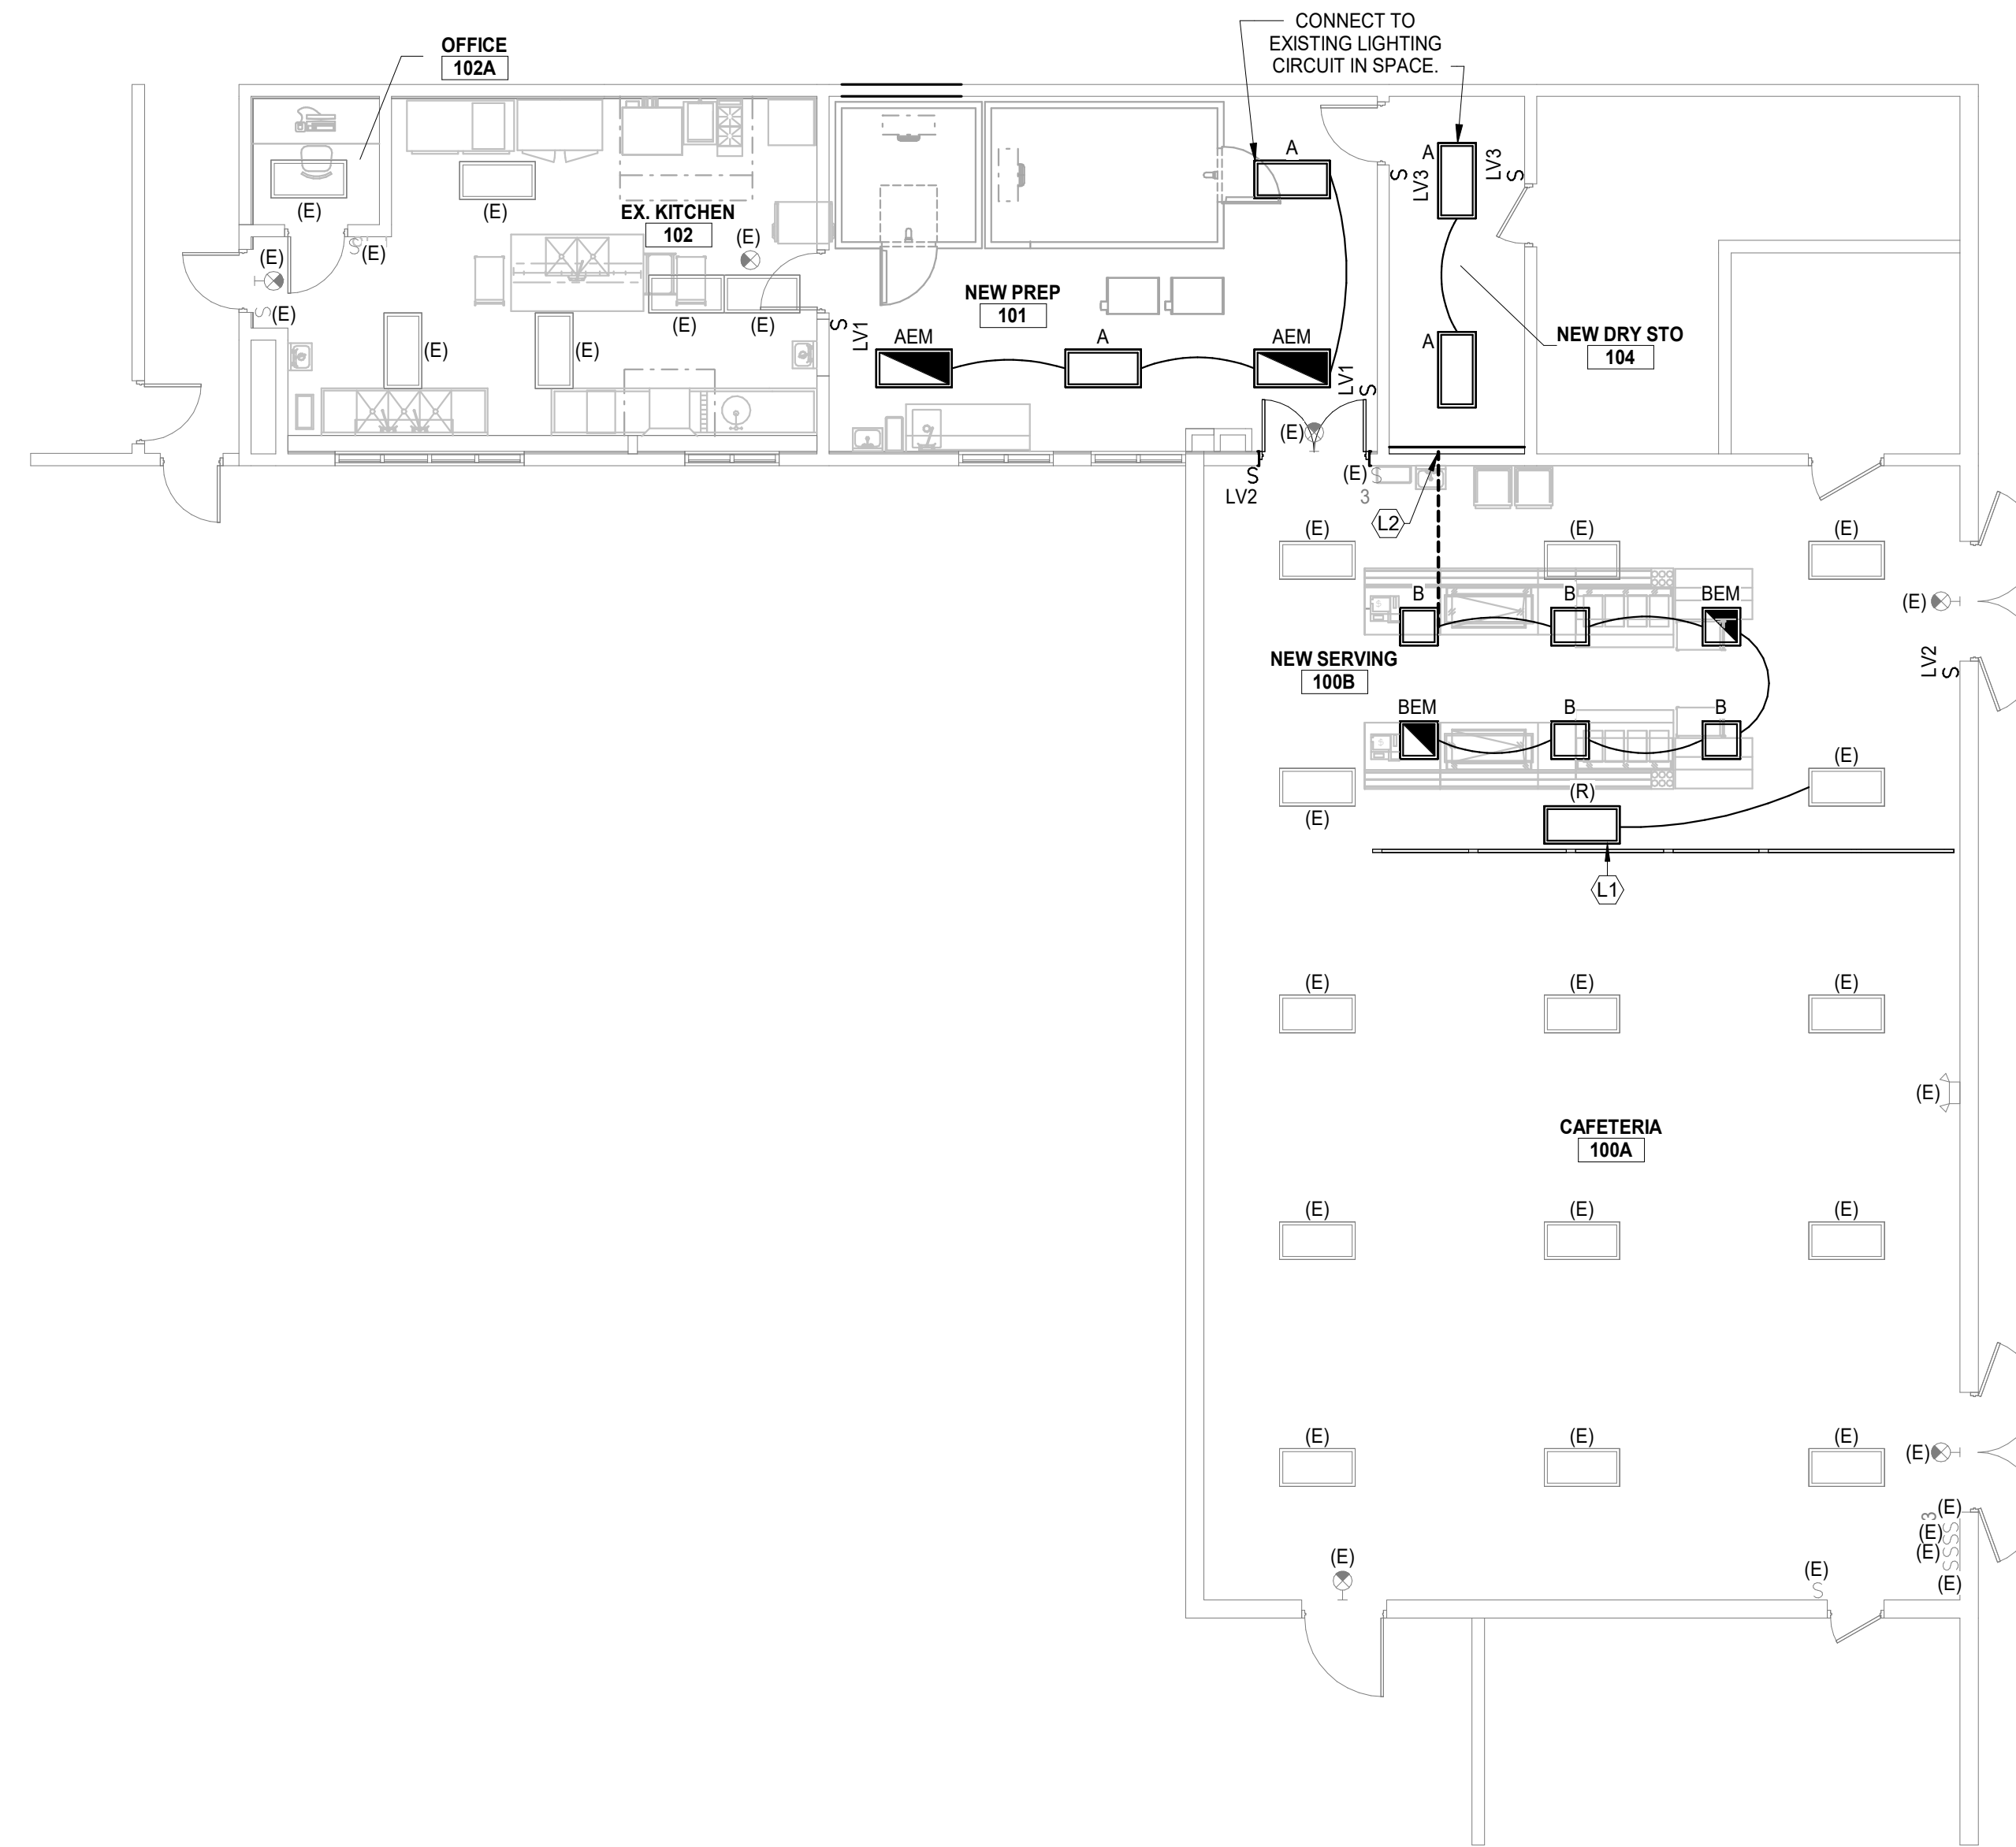 CONNECT TO
EXISTING LIGHTING
CIRCUIT IN SPACE.
OFFICE
102A
A
A
LV3
S
S
LV3
(E)
(E)
EX. KITCHEN
102
(E)
S
(E)
(E)
S
(E)
NEW PREP
101
(E)
(E)
(E)
(E)
S
LV1
AEM
A
AEM
LV1
S
A
NEW DRY STO
104
(E)
S
LV2
(E)
S
3
L2
(E)
(E)
(E)
B
B
BEM
(E)
NEW SERVING
100B
LV2
S
BEM
B
B
(E)
(R)
(E)
L1
(E)
(E)
(E)
(E)
CAFETERIA
100A
(E)
(E)
(E)
(E)
(E)
(E)
(E)
(E)
3
(E)
S
(E)
S
S
S
(E)
(E)
S
(E)